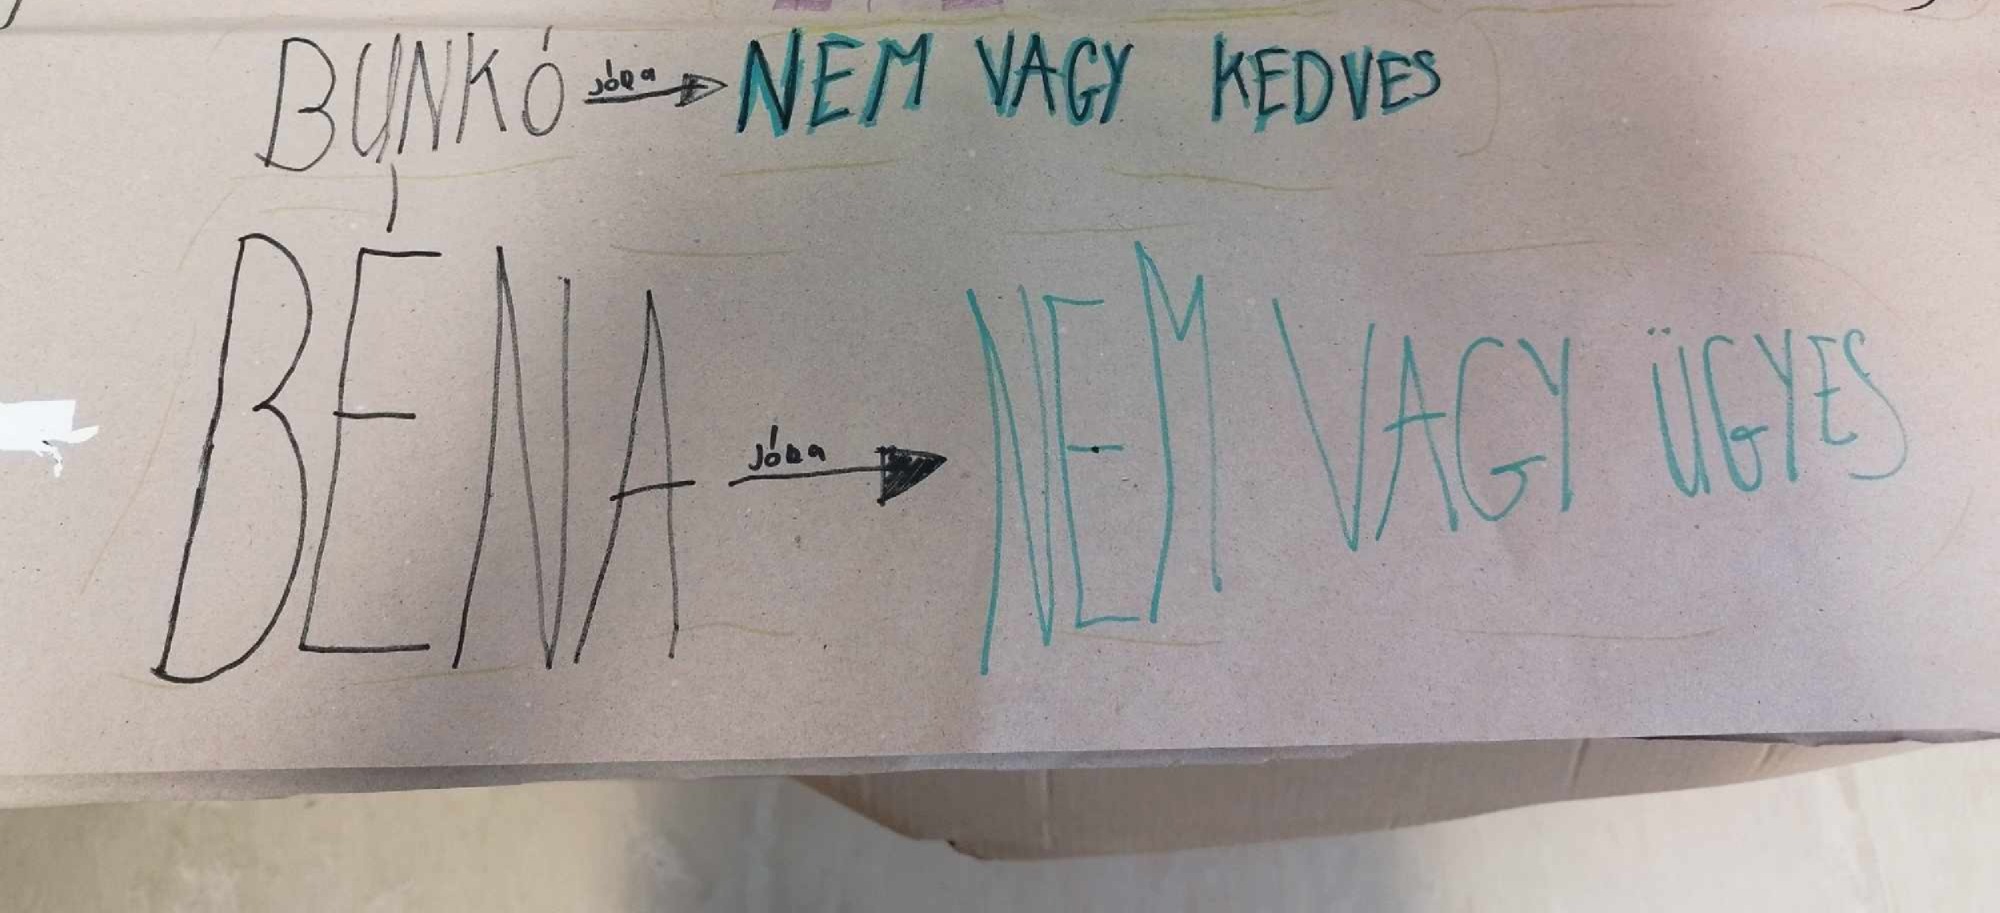 BUNKÓ jóra → NEM VAGY KEDVES
BÉNA jóra → NEM VAGY ÜGYES